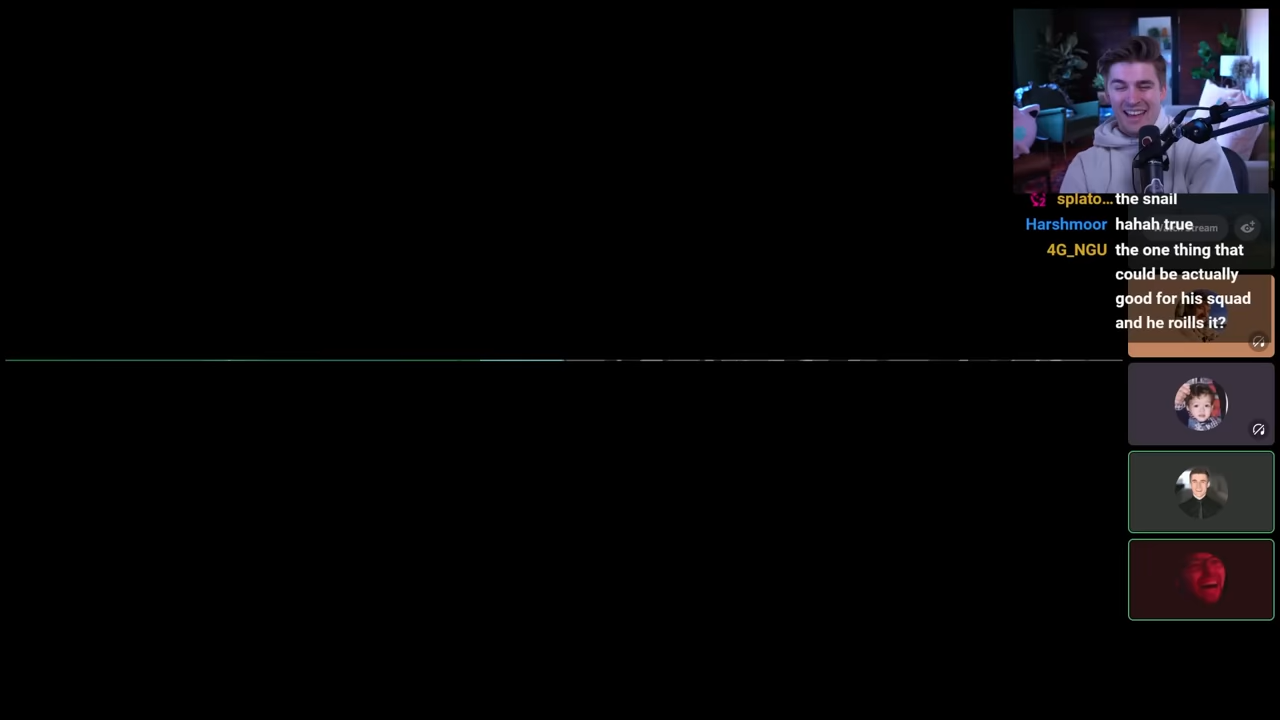 splato... the snail
Harshmoor hahah true
4G_NGU the one thing that
could be actually
good for his squad
and he roills it?